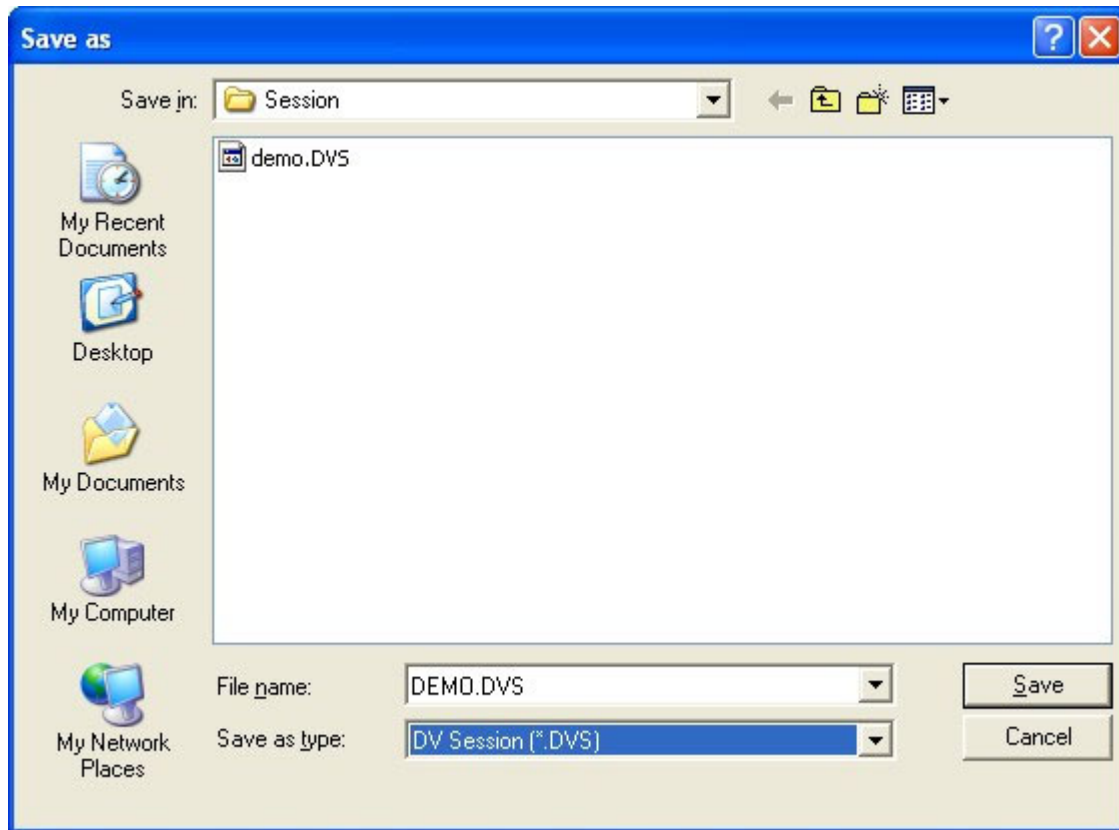 Save as
Save in:
Session
demo.DVS
My Recent
Documents
Desktop
My Documents
My Computer
My Network
Places
File name:
DEMO.DVS
Save
Save as type:
DV Session (*.DVS)
Cancel